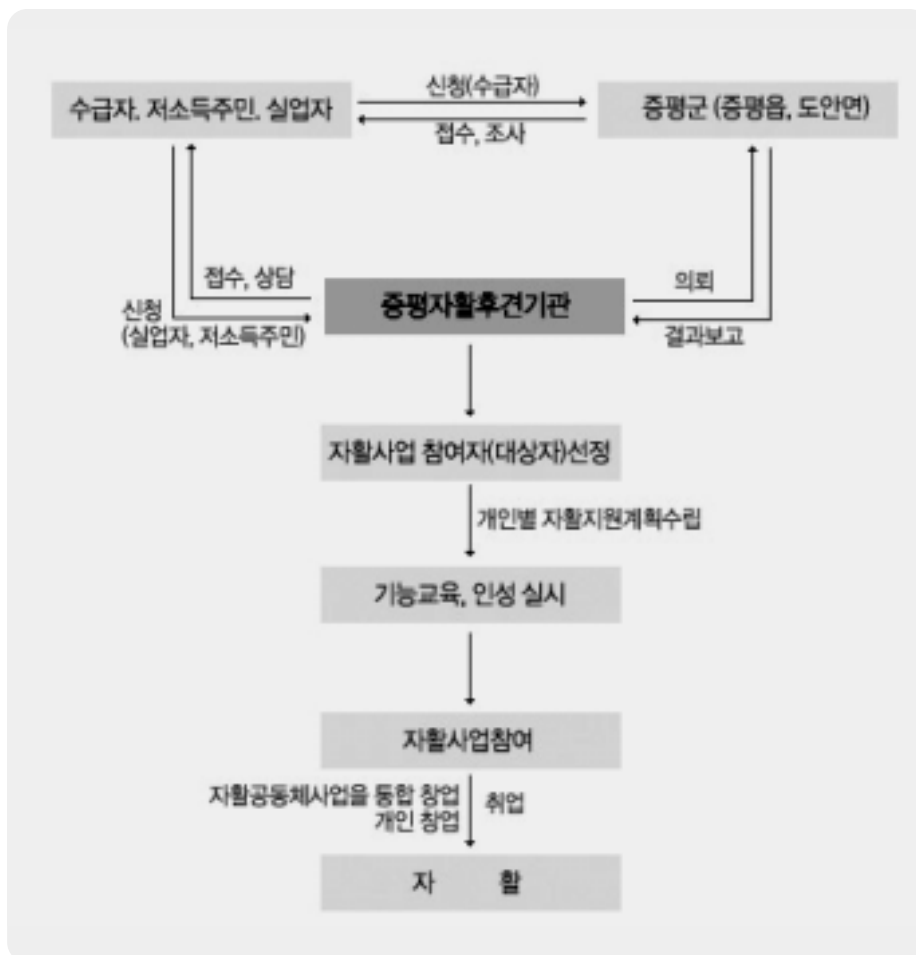 신청(수급자)
수급자, 저소득주민, 실업자
증평군 (증평읍, 도안면)
접수, 조사
접수, 상담
의뢰
증평자활후견기관
신청
(실업자, 저소득주민)
결과보고
자활사업 참여자(대상자)선정
개인별 자활지원계획수립
기능교육, 인성 실시
자활사업참여
자활공동체사업을 통합 창업
취업
개인 창업
자 활